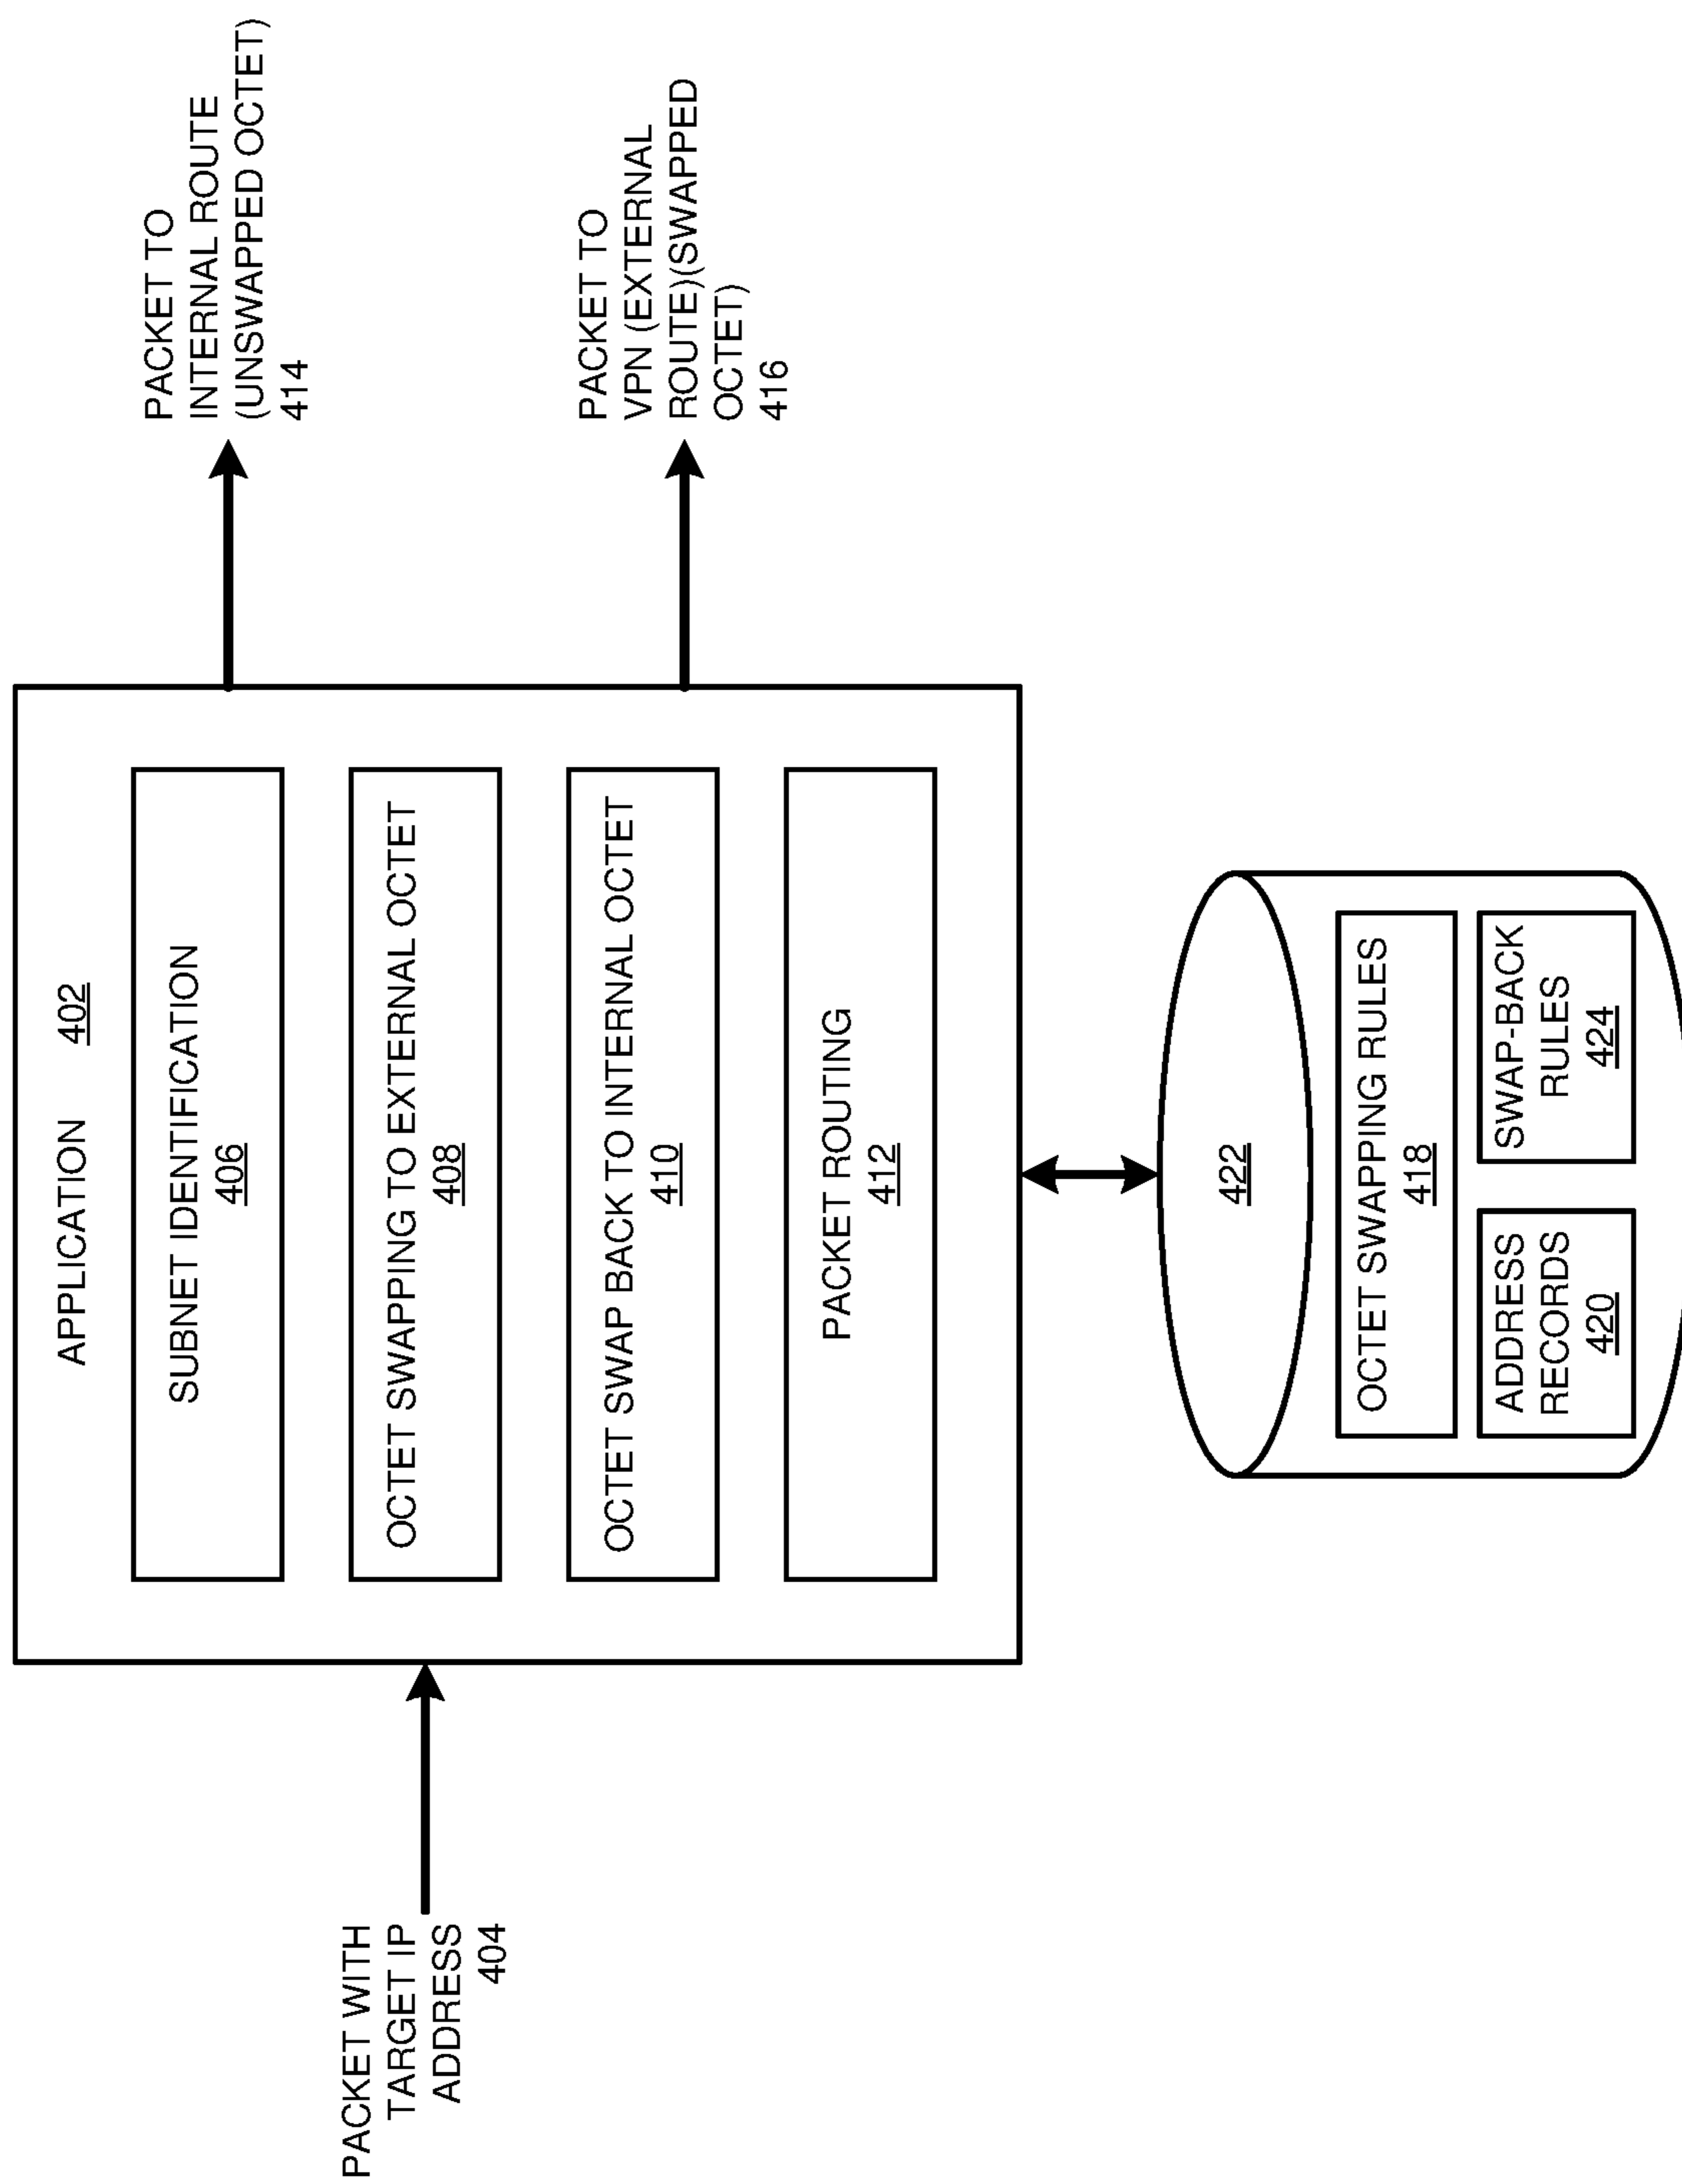 PACKET WITH
TARGET IP
ADDRESS
404
APPLICATION 402
SUBNET IDENTIFICATION
406
OCTET SWAPPING TO EXTERNAL OCTET
408
OCTET SWAP BACK TO INTERNAL OCTET
410
PACKET ROUTING
412
PACKET TO
INTERNAL ROUTE
(UNSWAPPED OCTET)
414
PACKET TO
VPN (EXTERNAL
ROUTE)(SWAPPED
OCTET)
416
422
OCTET SWAPPING RULES
418
ADDRESS
RECORDS
420
SWAP-BACK
RULES
424